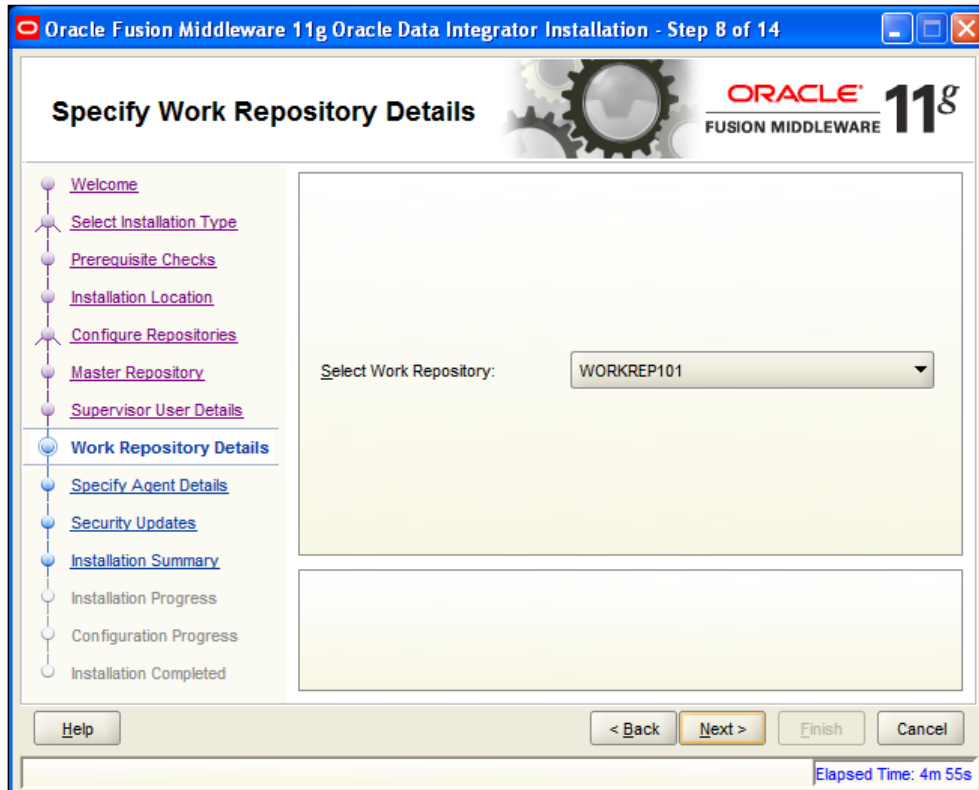 Oracle Fusion Middleware 11g Oracle Data Integrator Installation - Step 8 of 14
Specify Work Repository Details
ORACLE
FUSION MIDDLEWARE
11g
Welcome
Select Installation Type
Prerequisite Checks
Installation Location
Configure Repositories
Master Repository
Supervisor User Details
Work Repository Details
Specify Agent Details
Security Updates
Installation Summary
Installation Progress
Configuration Progress
Installation Completed
Select Work Repository: WORKREP101
Help < Back Next > Finish Cancel
Elapsed Time: 4m 55s